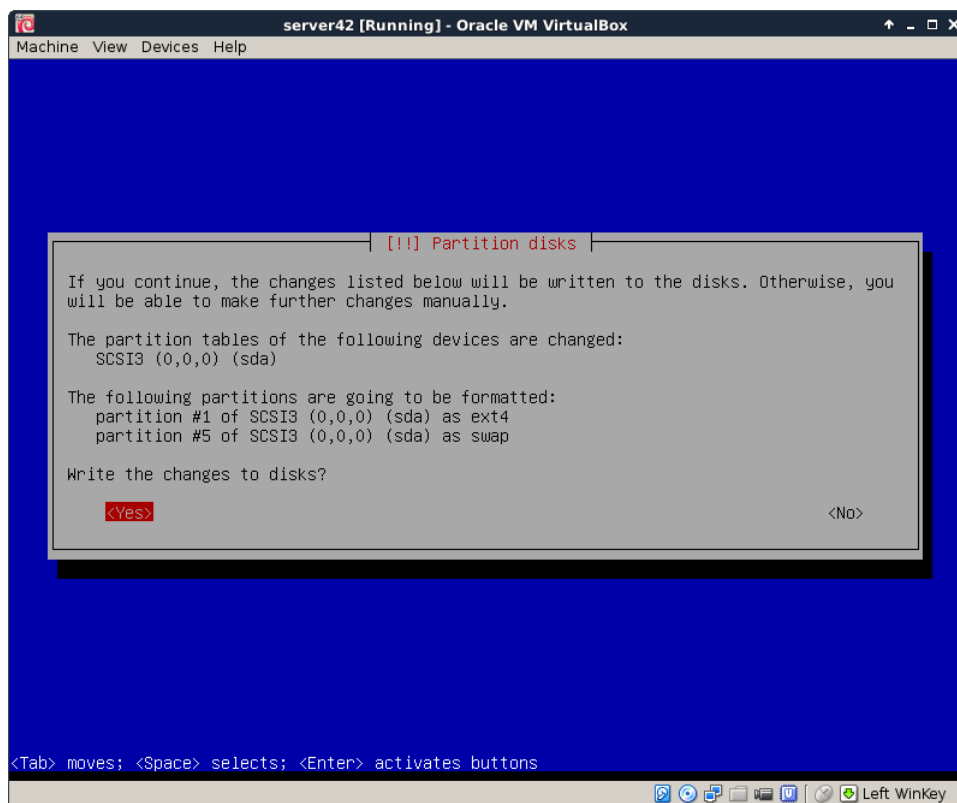 server42 [Running] - Oracle VM VirtualBox
Machine View Devices Help
[!!] Partition disks
If you continue, the changes listed below will be written to the disks. Otherwise, you
will be able to make further changes manually.
The partition tables of the following devices are changed:
SCSI3 (0,0,0) (sda)
The following partitions are going to be formatted:
partition #1 of SCSI3 (0,0,0) (sda) as ext4
partition #5 of SCSI3 (0,0,0) (sda) as swap
Write the changes to disks?
<Yes> <No>
<Tab> moves; <Space> selects; <Enter> activates buttons
Left WinKey